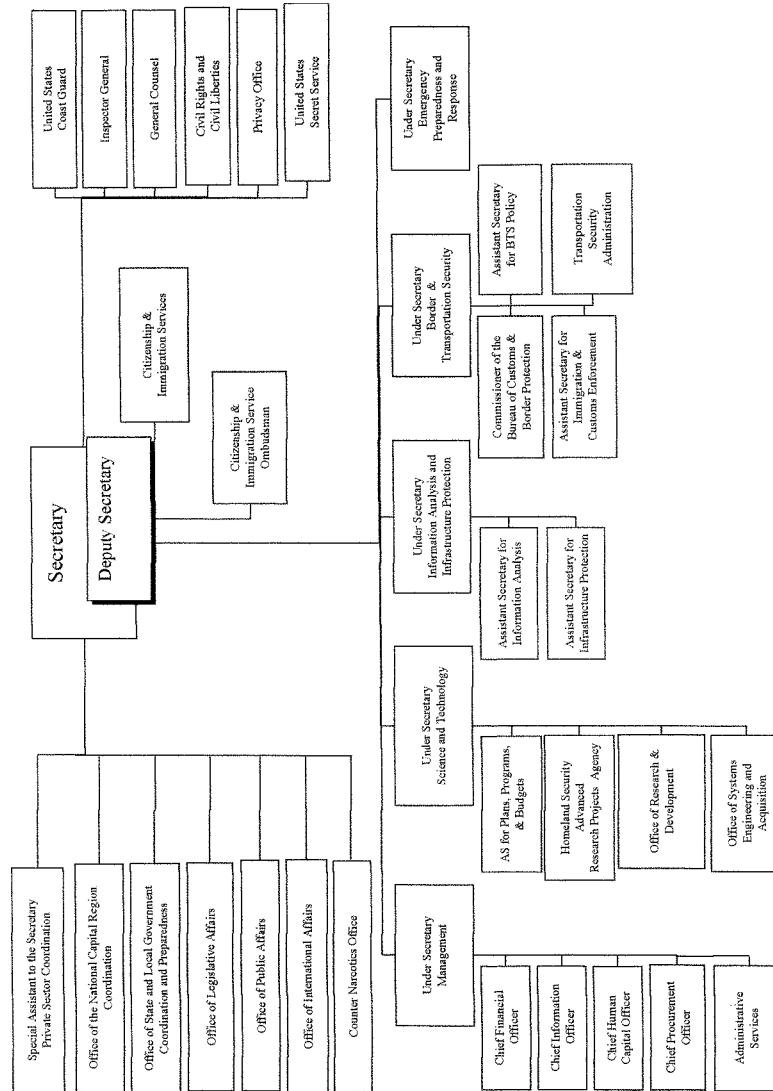 Secretary
Deputy Secretary
Citizenship &
Immigration Services
Citizenship &
Immigration Service
Ombudsman
Special Assistant to the Secretary
Private Sector Coordination
Office of the National Capital Region
Coordination
Office of State and Local Government
Coordination and Preparedness
Office of Legislative Affairs
Office of Public Affairs
Office of International Affairs
Counter Narcotics Office
United States
Coast Guard
Inspector General
General Counsel
Civil Rights and
Civil Liberties
Privacy Office
United States
Secret Service
Under Secretary
Management
Chief Financial
Officer
Chief Information
Officer
Chief Human
Capital Officer
Chief Procurement
Officer
Administrative
Services
Under Secretary
Science and Technology
AS for Plans, Programs,
& Budgets
Homeland Security
Advanced
Research Projects Agency
Office of Research &
Development
Office of Systems
Engineering and
Acquisition
Under Secretary
Information Analysis and
Infrastructure Protection
Assistant Secretary for
Information Analysis
Assistant Secretary for
Infrastructure Protection
Under Secretary
Border &
Transportation Security
Commissioner of the
Bureau of Customs &
Border Protection
Assistant Secretary
for BTS Policy
Assistant Secretary for
Immigration &
Customs Enforcement
Transportation
Security
Administration
Under Secretary
Emergency
Preparedness and
Response